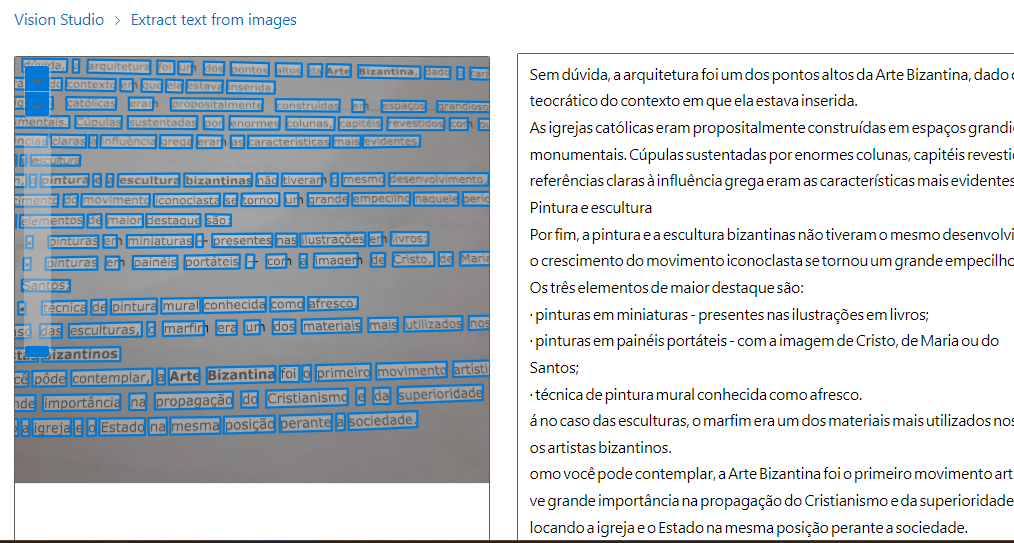 Vision Studio > Extract text from images
dúvida, a arquitetura foi um dos pontos altos da Arte Bizantina, dado o cará
do contexto em que ela estava inserida.
católicas eram propositalmente construídas em espaços grandioso
mentais. Cúpulas sustentadas por enormes colunas, capitéis revestidos com ou
ncias claras à influência grega eram as características mais evidentes.
escultura
pintura e a escultura bizantinas não tiveram o mesmo desenvolvimento,
cimento do movimento iconoclasta se tornou um grande empecilho naquele perío
elementos de maior destaque são:
• pinturas em miniaturas – presentes nas ilustrações em livros;
• pinturas em painéis portáteis – com a imagem de Cristo, de Maria
Santos;
• técnica de pintura mural conhecida como afresco.
aso das esculturas, o marfim era um dos materiais mais utilizados nos
stas bizantinos
cê pôde contemplar, a Arte Bizantina foi o primeiro movimento artísti
nde importância na propagação do Cristianismo e da superioridade
o a igreja e o Estado na mesma posição perante a sociedade.
Sem dúvida, a arquitetura foi um dos pontos altos da Arte Bizantina, dado o
teocrático do contexto em que ela estava inserida.
As igrejas católicas eram propositalmente construídas em espaços grandi
monumentais. Cúpulas sustentadas por enormes colunas, capitéis revesti
referências claras à influência grega eram as características mais evidentes
Pintura e escultura
Por fim, a pintura e a escultura bizantinas não tiveram o mesmo desenvolvi
o crescimento do movimento iconoclasta se tornou um grande empecilho
Os três elementos de maior destaque são:
· pinturas em miniaturas - presentes nas ilustrações em livros;
· pinturas em painéis portáteis - com a imagem de Cristo, de Maria ou do
Santos;
· técnica de pintura mural conhecida como afresco.
á no caso das esculturas, o marfim era um dos materiais mais utilizados nos
os artistas bizantinos.
omo você pode contemplar, a Arte Bizantina foi o primeiro movimento art
ve grande importância na propagação do Cristianismo e da superioridade
locando a igreja e o Estado na mesma posição perante a sociedade.